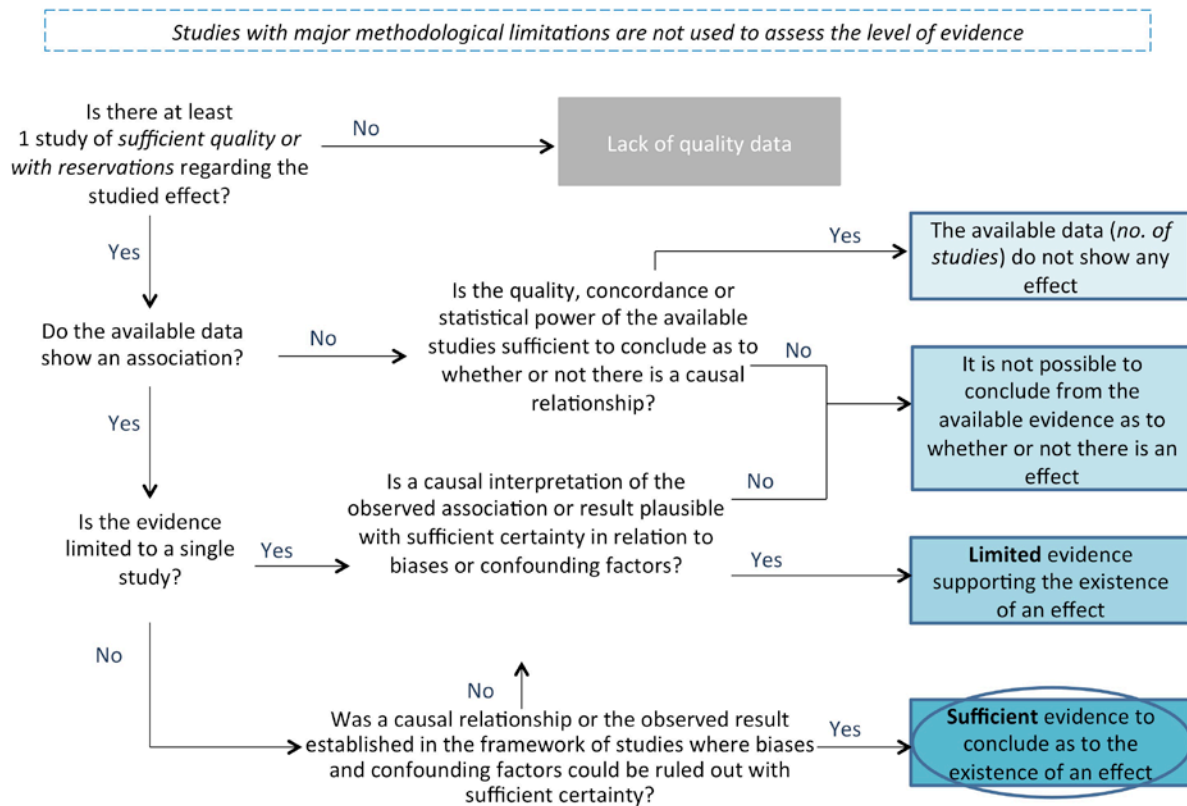 Studies with major methodological limitations are not used to assess the level of evidence
Is there at least
1 study of sufficient quality or
with reservations regarding the
studied effect?
No
Lack of quality data
Yes
Yes
The available data (no. of
studies) do not show any
effect
Do the available data
show an association?
No
Is the quality, concordance or
statistical power of the available
studies sufficient to conclude as to
whether or not there is a causal
relationship?
No
It is not possible to
conclude from the
available evidence as to
whether or not there is an
effect
Yes
Is the evidence
limited to a single
study?
Yes
Is a causal interpretation of the
observed association or result plausible
with sufficient certainty in relation to
biases or confounding factors?
No
Yes
Limited evidence
supporting the existence
of an effect
No
No
Was a causal relationship or the observed result
established in the framework of studies where biases
and confounding factors could be ruled out with
sufficient certainty?
Yes
Sufficient evidence to
conclude as to the
existence of an effect